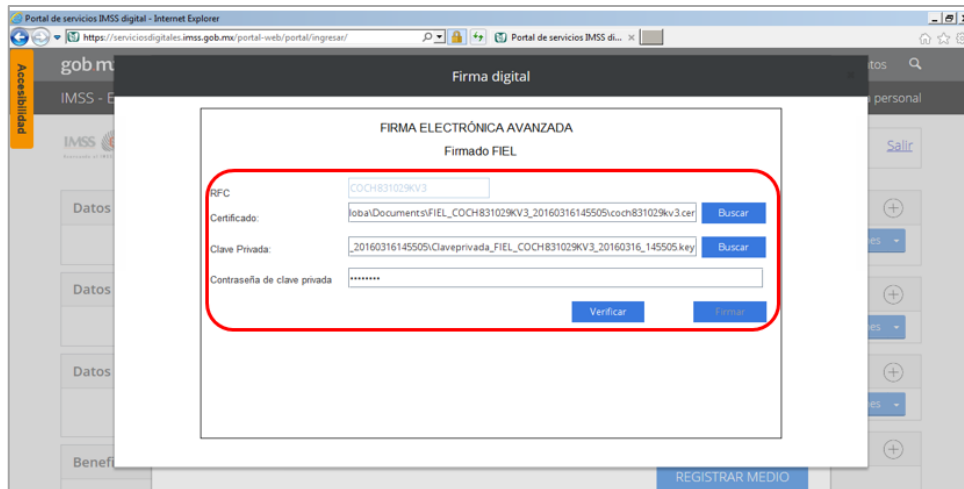 Portal de servicios IMSS digital - Internet Explorer
https://serviciosdigitales.imss.gob.mx/portal-web/portal/ingresar/
Portal de servicios IMSS di...
Accesibilidad
gob.m
Firma digital
tos
IMSS - E
personal
FIRMA ELECTRÓNICA AVANZADA
Firmado FIEL
IMSS
Salir
RFC
COCH831029KV3
Certificado:
loba\Documents\FIEL_COCH831029KV3_20160316145505\coch831029kv3.cer
Buscar
Datos
Clave Privada:
_20160316145505\Claveprivada_FIEL_COCH831029KV3_20160316_145505.key
Buscar
es
Contraseña de clave privada
••••••••
Datos
Verificar
Firmar
es
Datos
es
Benefi
REGISTRAR MEDIO